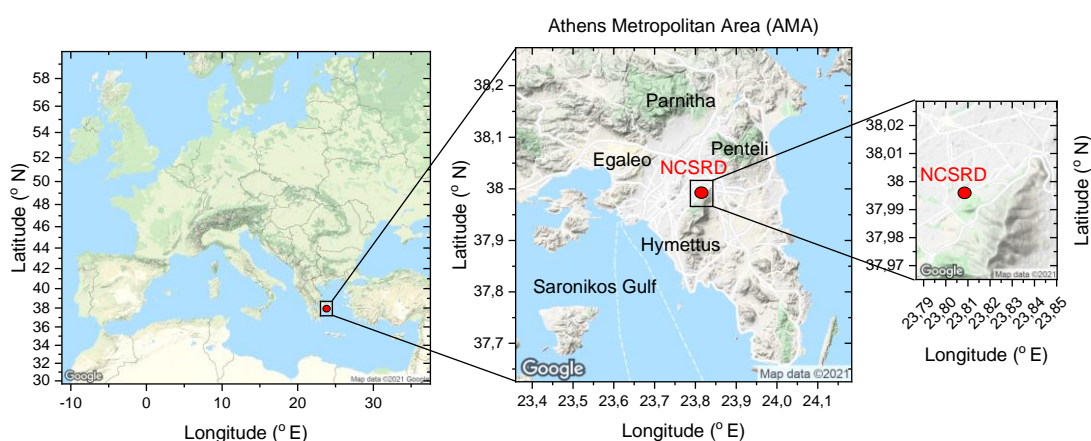 Athens Metropolitan Area (AMA)
58
56
54
52
50
48
46
44
42
40
38
36
34
32
30
Latitude (° N)
-10
0
10
20
30
Longitude (° E)
Google
Map data ©2021 Google
38,2
38,1
38
37,9
37,8
37,7
Latitude (° N)
Parnitha
Penteli
Egaleo
NCSRD
Hymettus
Saronikos Gulf
Google
Map data ©2021
23,4
23,5
23,6
23,7
23,8
23,9
24,0
24,1
Longitude (° E)
38,02
38,01
38
37,99
37,98
37,97
NCSRD
Latitude (° N)
Google
Map data ©2021
23,79
23,80
23,81
23,82
23,83
23,84
23,85
Longitude (° E)